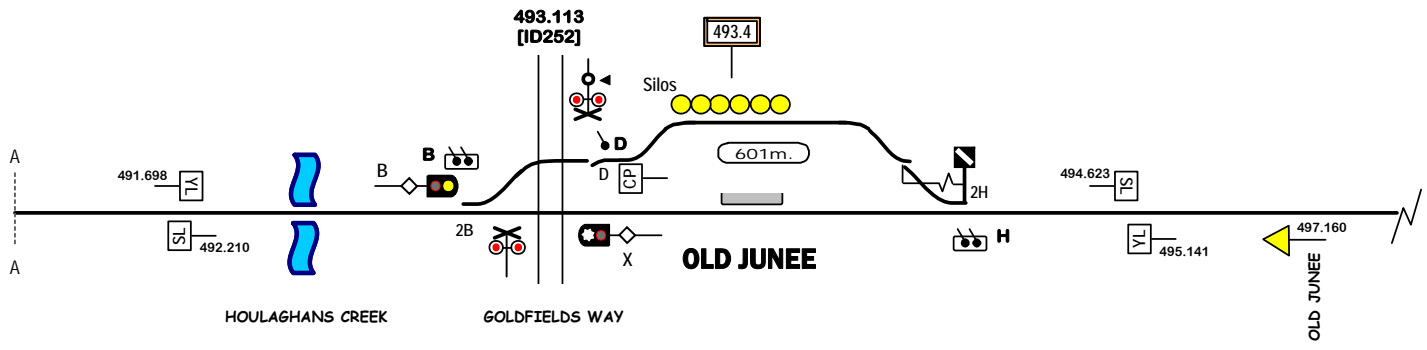 493.113
[ID252]
493.4
Silos
A
491.698
YL
B
B
D
D
CP
601m.
2H
494.623
SL
SL
492.210
2B
X
OLD JUNEE
H
YL
495.141
497.160
OLD JUNEE
A
HOULAGHANS CREEK
GOLDFIELDS WAY